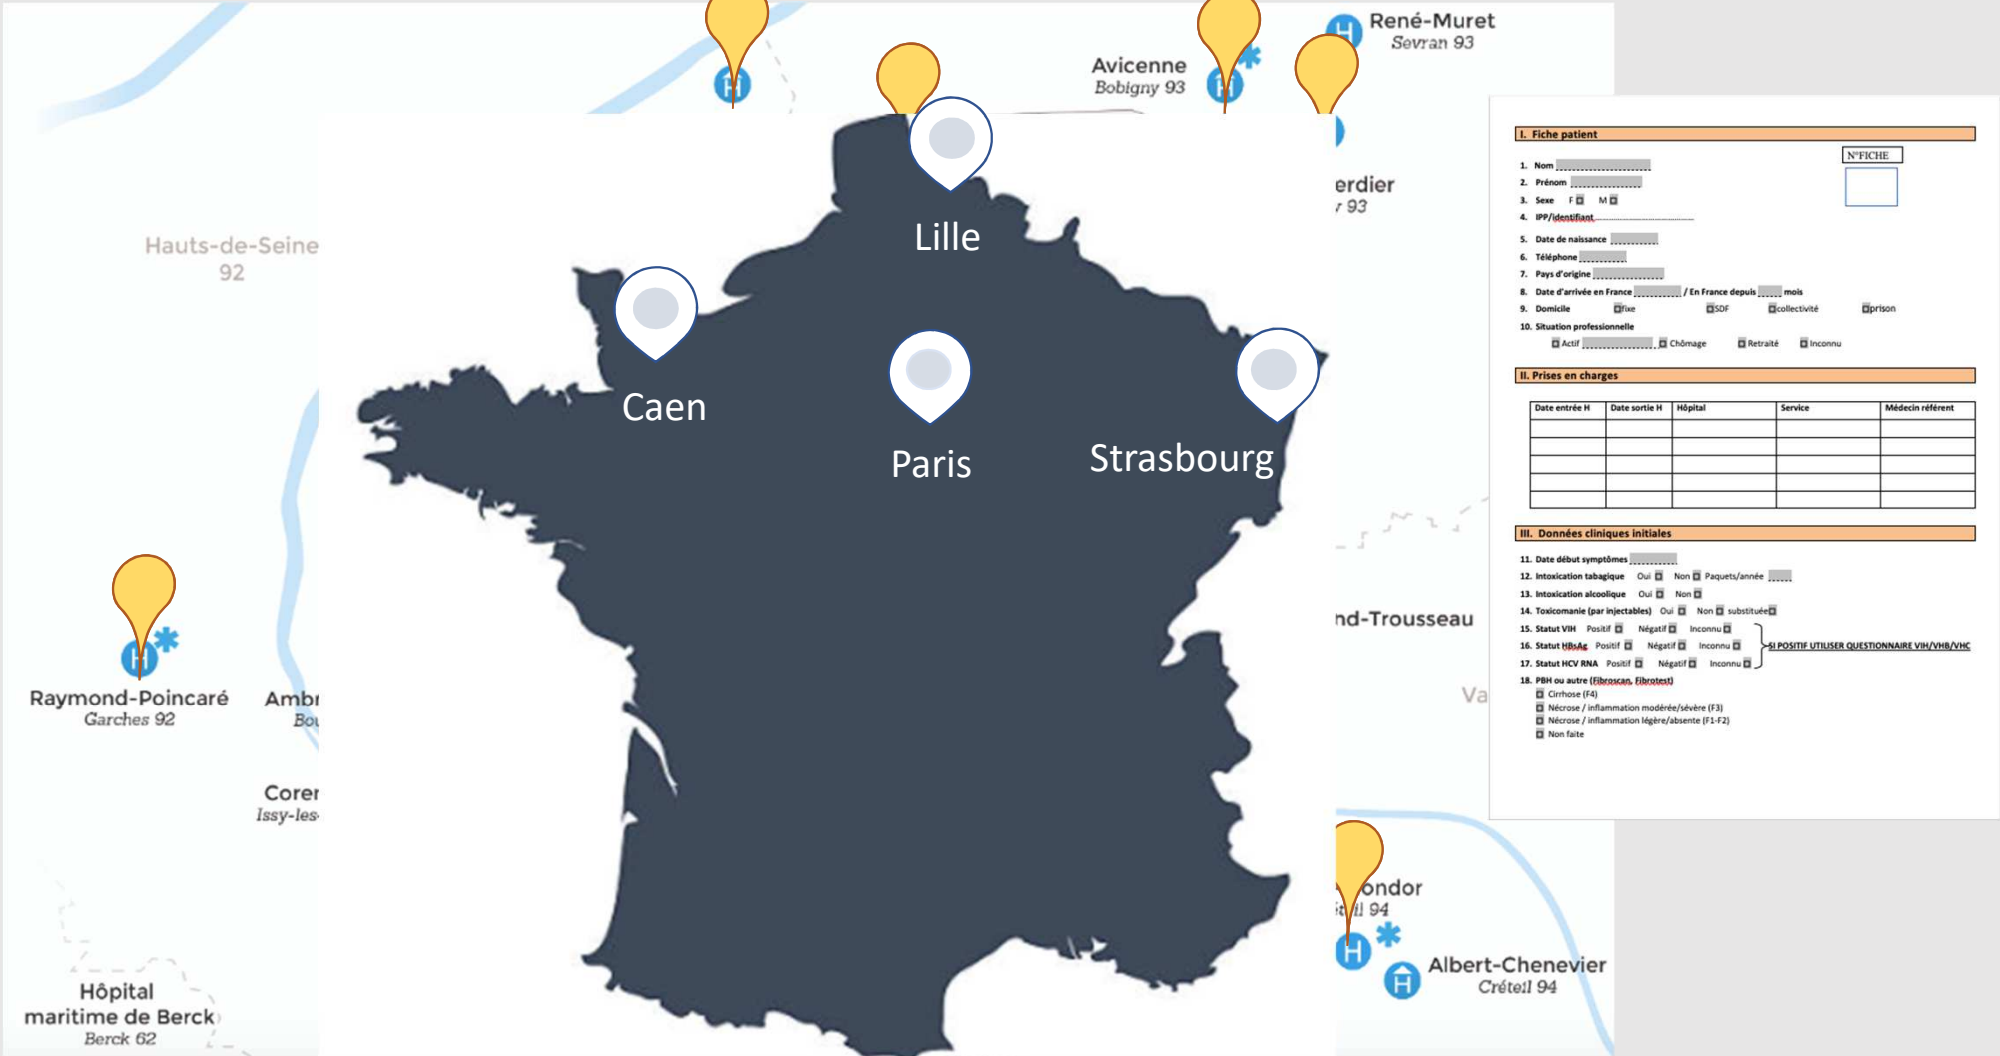 René-Muret
Sevran 93
Avicenne
Bobigny 93
erdier
r 93
Hauts-de-Seine
92
Lille
Caen
Paris
Strasbourg
Raymond-Poincaré
Garches 92
Ambr
Bou
Coren
Issy-les-
nd-Trousseau
Va
ondor
94
Albert-Chenevier
Créteil 94
Hôpital
maritime de Berck
Berck 62
I. Fiche patient
N°FICHE
1. Nom
2. Prénom
3. Sexe F M
4. IPP/identifiant
5. Date de naissance
6. Téléphone
7. Pays d'origine
8. Date d'arrivée en France / En France depuis mois
9. Domicile fixe SDF collectivité prison
10. Situation professionnelle
Actif Chômage Retraité Inconnu
II. Prises en charges
Date entrée H Date sortie H Hôpital Service Médecin référent
III. Données cliniques initiales
11. Date début symptômes
12. Intoxication tabagique Oui Non Paquets/année
13. Intoxication alcoolique Oui Non
14. Toxicomanie (par injectables) Oui Non substituée
15. Statut VIH Positif Négatif Inconnu
16. Statut HBsAg Positif Négatif Inconnu SI POSITIF UTILISER QUESTIONNAIRE VIH/VHB/VHC
17. Statut HCV RNA Positif Négatif Inconnu
18. PBH ou autre (Fibroscan, Fibrotest)
Cirrhose (F4)
Nécrose / inflammation modérée/sévère (F3)
Nécrose / inflammation légère/absente (F1-F2)
Non faite